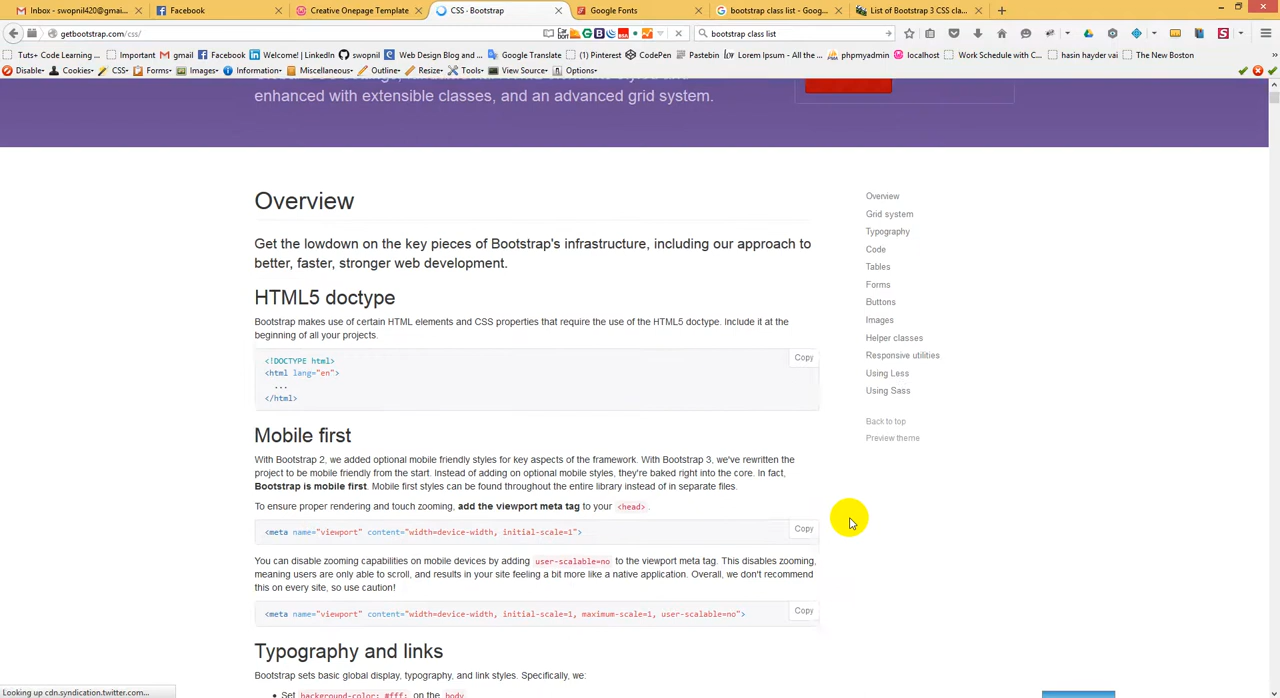 Inbox - swopnil420@gmai...
Facebook
Creative Onepage Template
CSS · Bootstrap
Google Fonts
bootstrap class list - Goog...
List of Bootstrap 3 CSS cla...
getbootstrap.com/css/
bootstrap class list
Tuts+ Code Learning ...
Important
gmail
Facebook
Welcome! | LinkedIn
Web Design Blog an...
Google Translate
(1) Pinterest
CodePen
Pastebin
Lorem Ipsum - All the ...
phpmyadmin
localhost
Work Schedule with C...
hasin hayder vai
The New Boston
Disable
Cookies
CSS
Forms
Images
Information
Miscellaneous
Outline
Resize
Tools
View Source
Options
enhanced with extensible classes, and an advanced grid system.
Overview
Get the lowdown on the key pieces of Bootstrap's infrastructure, including our approach to
better, faster, stronger web development.
HTML5 doctype
Bootstrap makes use of certain HTML elements and CSS properties that require the use of the HTML5 doctype. Include it at the
beginning of all your projects.
Copy
<!DOCTYPE html>
<html lang="en">
...
</html>
Mobile first
With Bootstrap 2, we added optional mobile friendly styles for key aspects of the framework. With Bootstrap 3, we've rewritten the
project to be mobile friendly from the start. Instead of adding on optional mobile styles, they're baked right into the core. In fact,
Bootstrap is mobile first. Mobile first styles can be found throughout the entire library instead of in separate files.
To ensure proper rendering and touch zooming, add the viewport meta tag to your <head>.
Copy
<meta name="viewport" content="width=device-width, initial-scale=1">
You can disable zooming capabilities on mobile devices by adding user-scalable=no to the viewport meta tag. This disables zooming,
meaning users are only able to scroll, and results in your site feeling a bit more like a native application. Overall, we don't recommend
this on every site, so use caution!
Copy
<meta name="viewport" content="width=device-width, initial-scale=1, maximum-scale=1, user-scalable=no">
Typography and links
Bootstrap sets basic global display, typography, and link styles. Specifically, we:
• Set background-color: #fff; on the body
Overview
Grid system
Typography
Code
Tables
Forms
Buttons
Images
Helper classes
Responsive utilities
Using Less
Using Sass
Back to top
Preview theme
Looking up cdn.syndication.twitter.com...